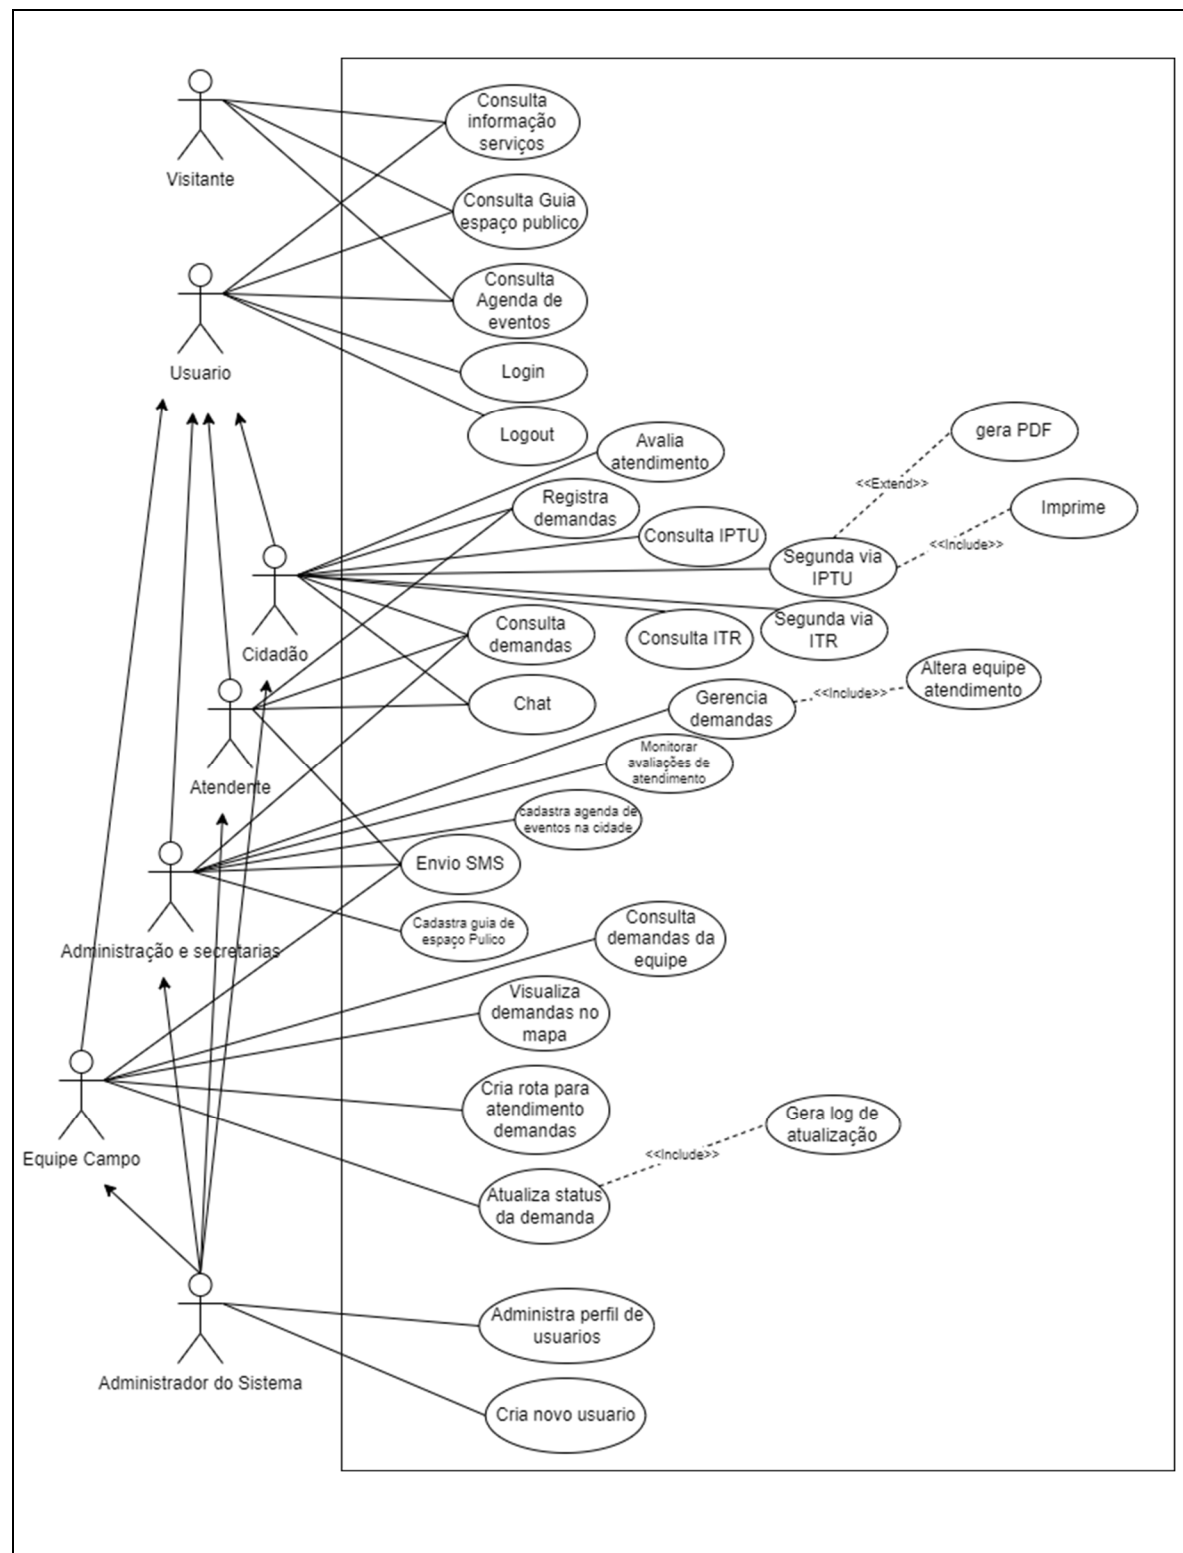 Consulta
informação
serviços
Visitante
Consulta Guia
espaço publico
Consulta
Agenda de
eventos
Usuario
Login
Logout
gera PDF
Avalia
atendimento
<<Extend>>
Registra
demandas
Imprime
Consulta IPTU
<<Include>>
Segunda via
IPTU
Cidadão
Consulta
demandas
Consulta ITR
Segunda via
ITR
Altera equipe
atendimento
Chat
Gerencia
demandas
<<Include>>
Atendente
Monitorar
avaliações de
atendimento
cadastra agenda de
eventos na cidade
Envio SMS
Administração e secretarias
Cadastra guia de
espaço Pulico
Consulta
demandas da
equipe
Visualiza
demandas no
mapa
Equipe Campo
Cria rota para
atendimento
demandas
Gera log de
atualização
<<Include>>
Atualiza status
da demanda
Administra perfil de
usuarios
Administrador do Sistema
Cria novo usuario